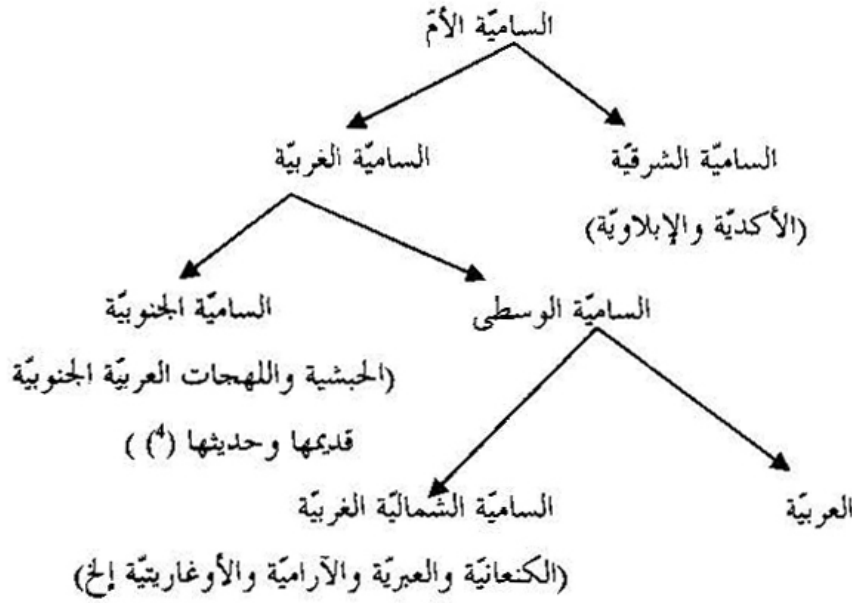 الساميّة الأمّ
الساميّة الشرقيّة
الساميّة الغربيّة
(الأكديّة والإبلاويّة)
الساميّة الوسطى
الساميّة الجنوبيّة
(الحبشية واللهجات العربيّة الجنوبيّة
قديمها وحديثها (4) )
العربيّة
الساميّة الشماليّة الغربيّة
(الكنعانيّة والعبريّة والآراميّة والأوغاريتيّة إلخ)